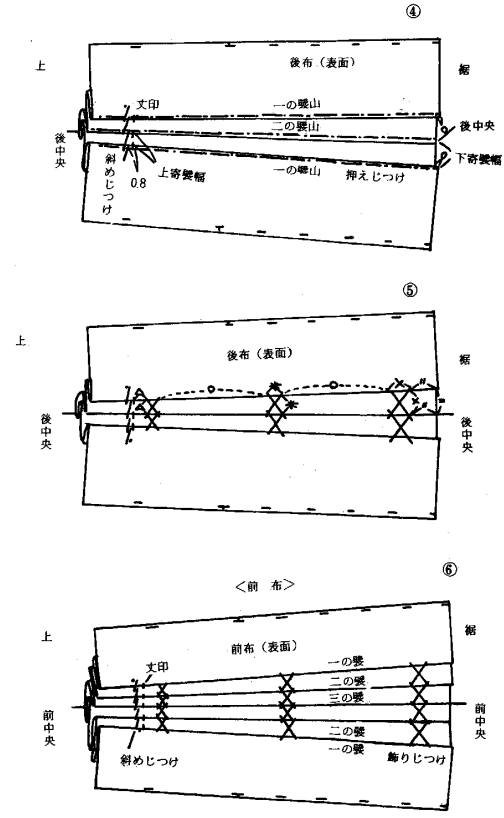 ④
上
後布(表面)
裾
丈印
一の襞山
二の襞山
後中央
後中央
斜めじつけ
0.8
上寄襞幅
一の襞山
押えじつけ
下寄襞幅
⑤
上
後布(表面)
裾
後中央
後中央
⑥
<前 布>
上
前布(表面)
裾
丈印
一の襞
二の襞
三の襞
前中央
前中央
二の襞
一の襞
斜めじつけ
飾りじつけ